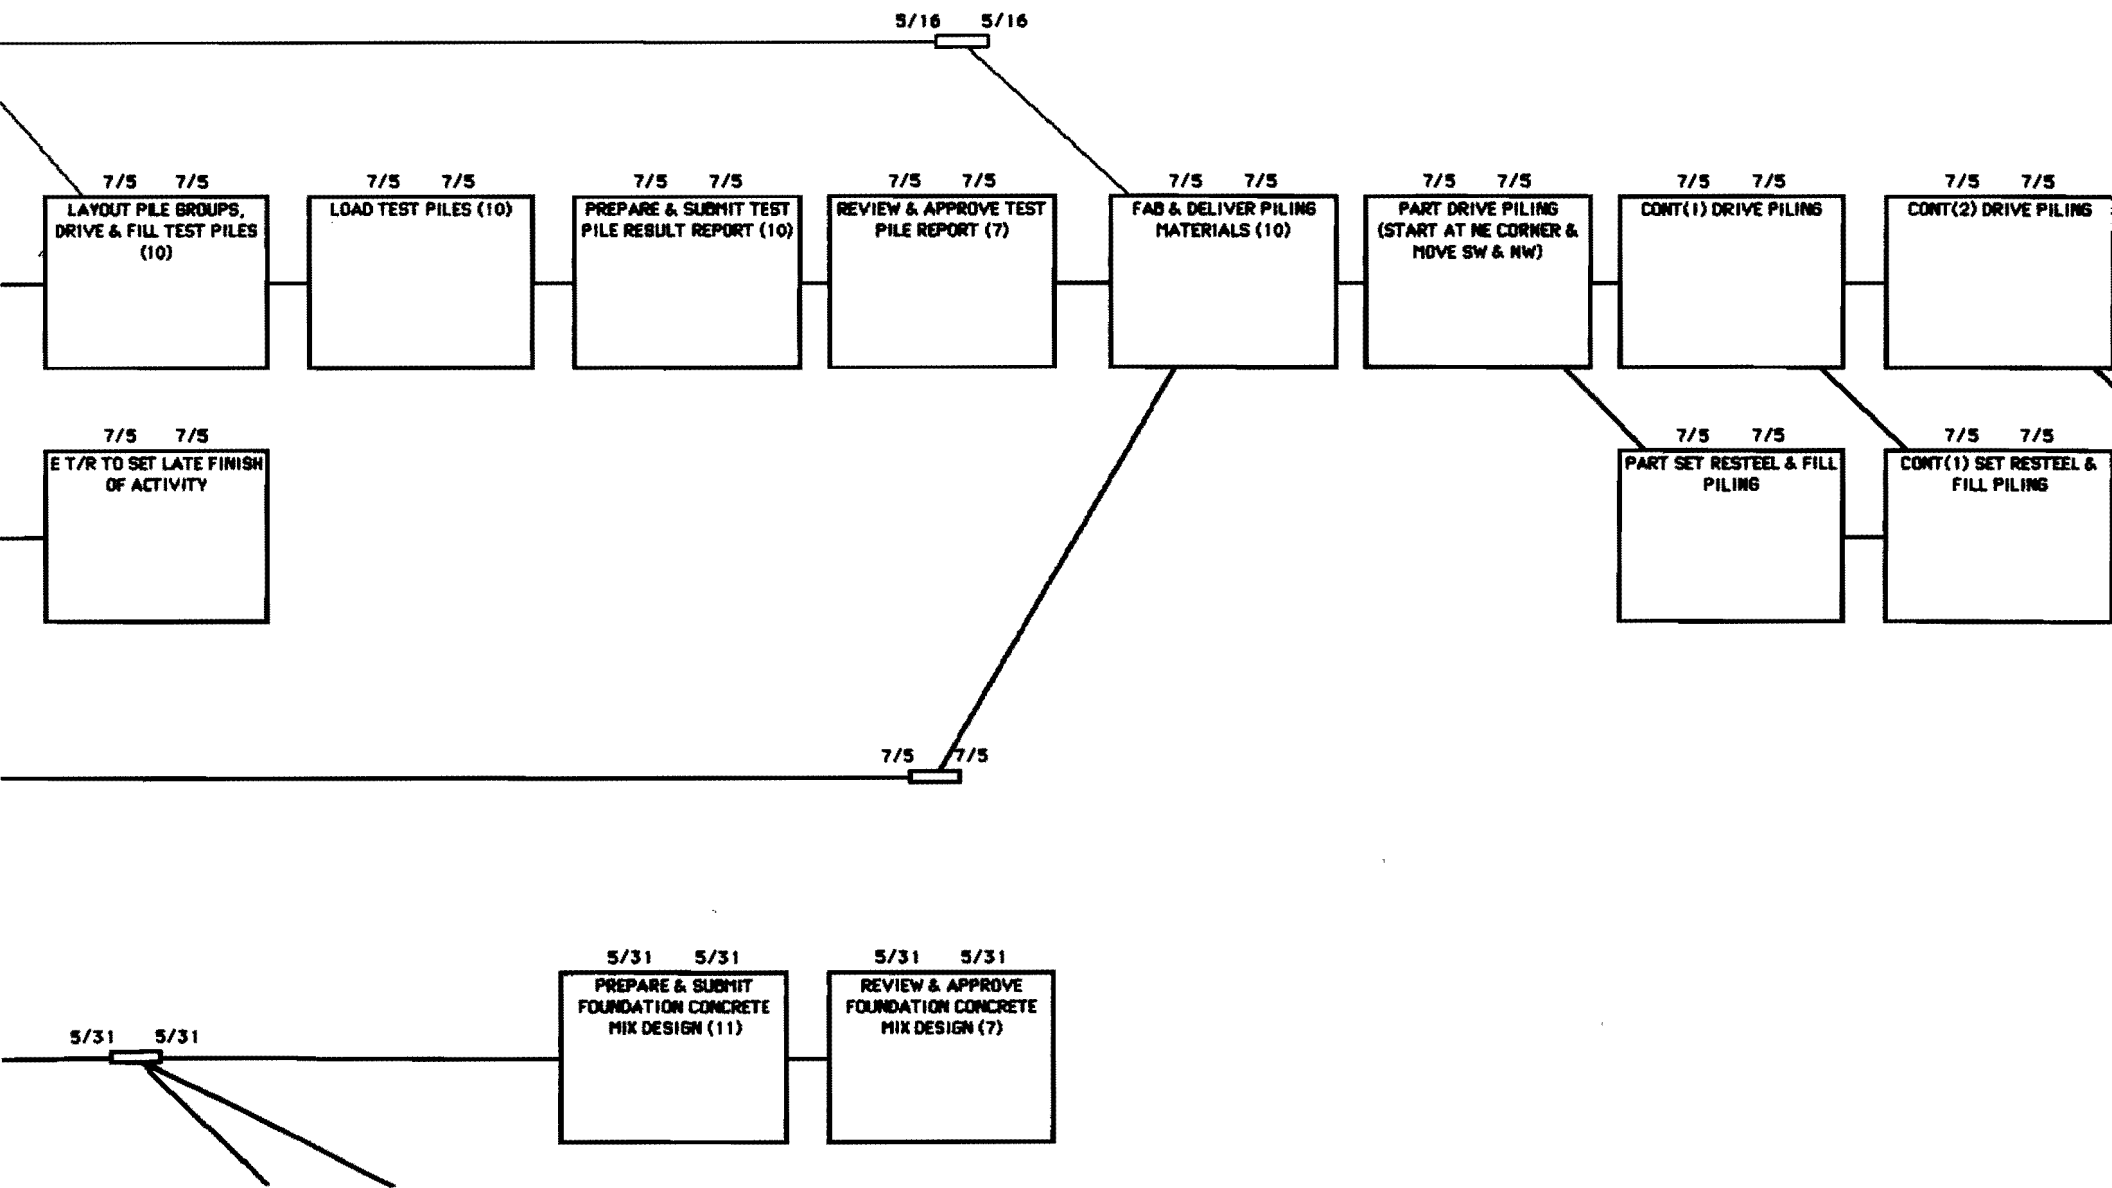 5/16 5/16
7/5 7/5
LAYOUT PILE GROUPS,
DRIVE & FILL TEST PILES
(10)
7/5 7/5
LOAD TEST PILES (10)
7/5 7/5
PREPARE & SUBMIT TEST
PILE RESULT REPORT (10)
7/5 7/5
REVIEW & APPROVE TEST
PILE REPORT (7)
7/5 7/5
FAB & DELIVER PILING
MATERIALS (10)
7/5 7/5
PART DRIVE PILING
(START AT NE CORNER &
MOVE SW & NW)
7/5 7/5
CONT(1) DRIVE PILING
7/5 7/5
CONT(2) DRIVE PILING
7/5 7/5
E T/R TO SET LATE FINISH
OF ACTIVITY
7/5 7/5
PART SET RESTEEL & FILL
PILING
7/5 7/5
CONT(1) SET RESTEEL &
FILL PILING
7/5 7/5
5/31 5/31
PREPARE & SUBMIT
FOUNDATION CONCRETE
MIX DESIGN (11)
5/31 5/31
REVIEW & APPROVE
FOUNDATION CONCRETE
MIX DESIGN (7)
5/31 5/31